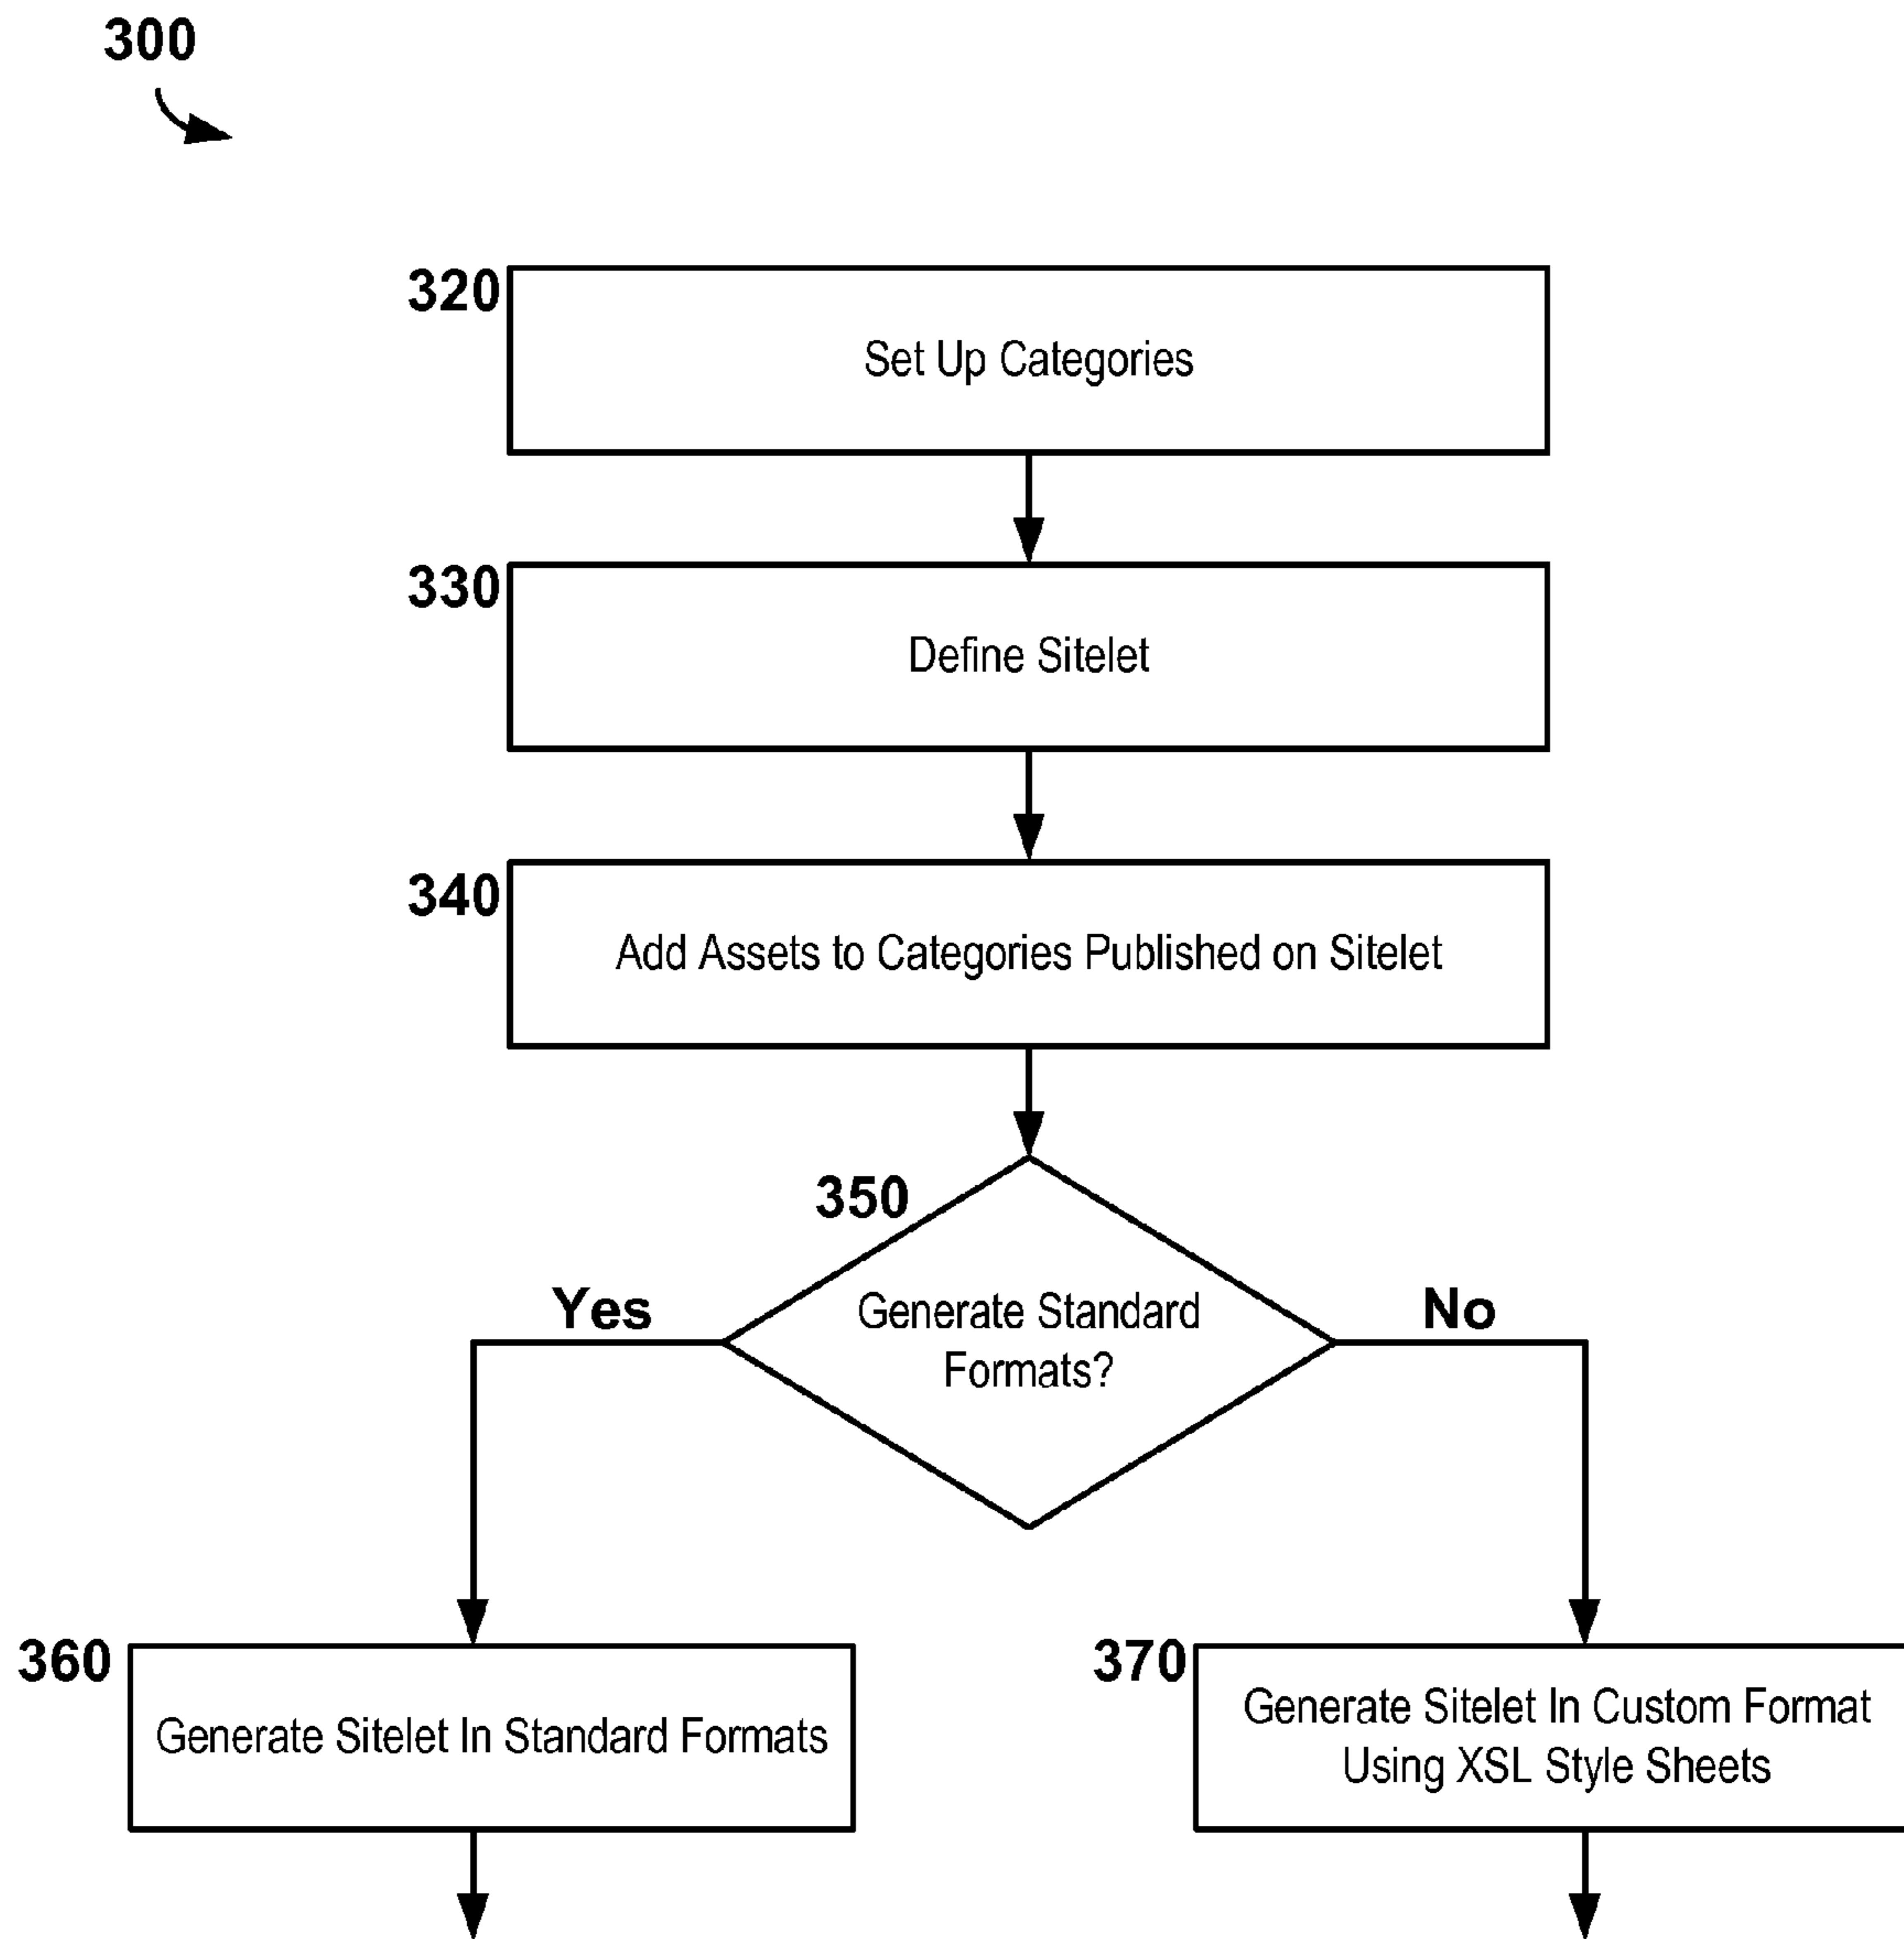 300
320
Set Up Categories
330
Define Sitelet
340
Add Assets to Categories Published on Sitelet
350
Yes
Generate Standard
Formats?
No
360
Generate Sitelet In Standard Formats
370
Generate Sitelet In Custom Format
Using XSL Style Sheets